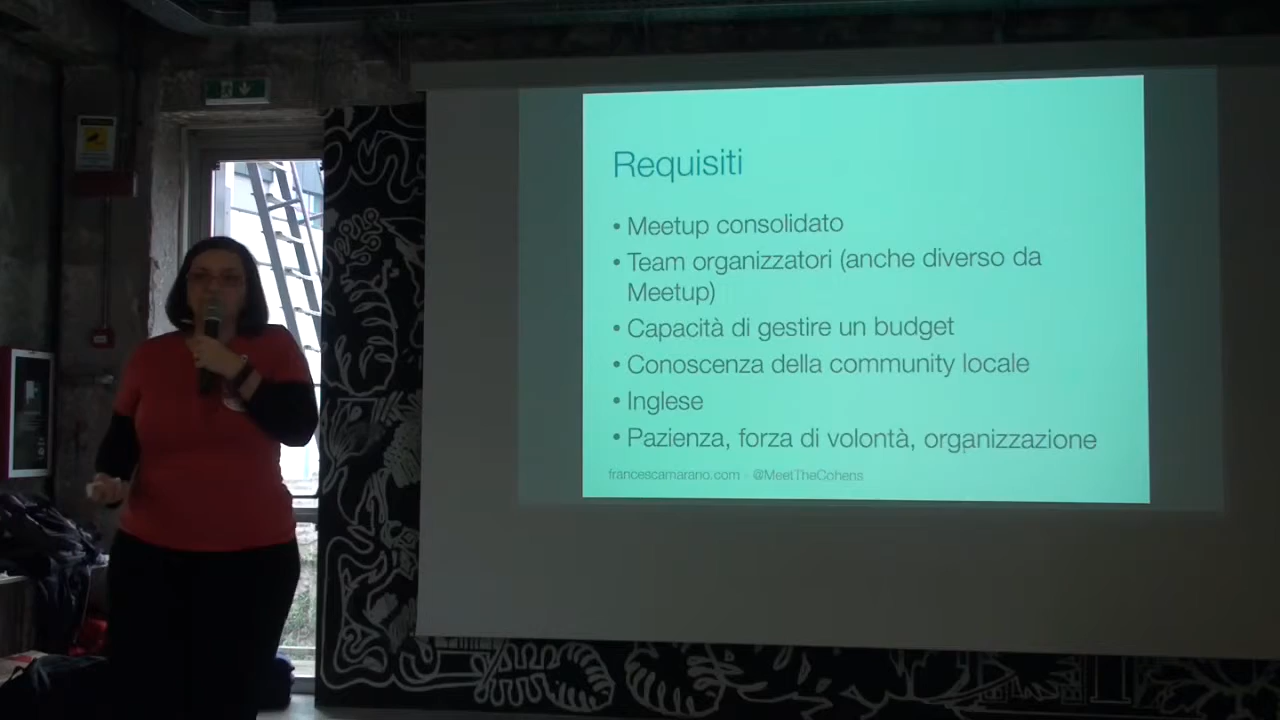 Requisiti
• Meetup consolidato
• Team organizzatori (anche diverso da
Meetup)
• Capacità di gestire un budget
• Conoscenza della community locale
• Inglese
• Pazienza, forza di volontà, organizzazione
francescamarano.com - @MeetTheCohens